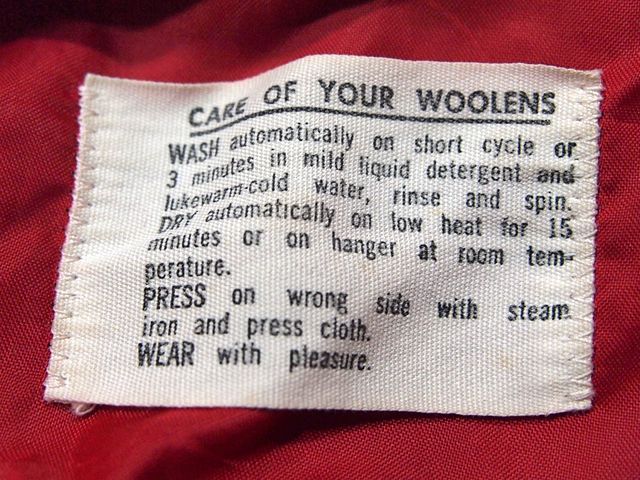 CARE OF YOUR WOOLENS
WASH automatically on short cycle or
3 minutes in mild liquid detergent and
lukewarm-cold water, rinse and spin.
DRY automatically on low heat for 15
minutes or on hanger at room tem-
perature.
PRESS on wrong side with steam
iron and press cloth.
WEAR with pleasure.